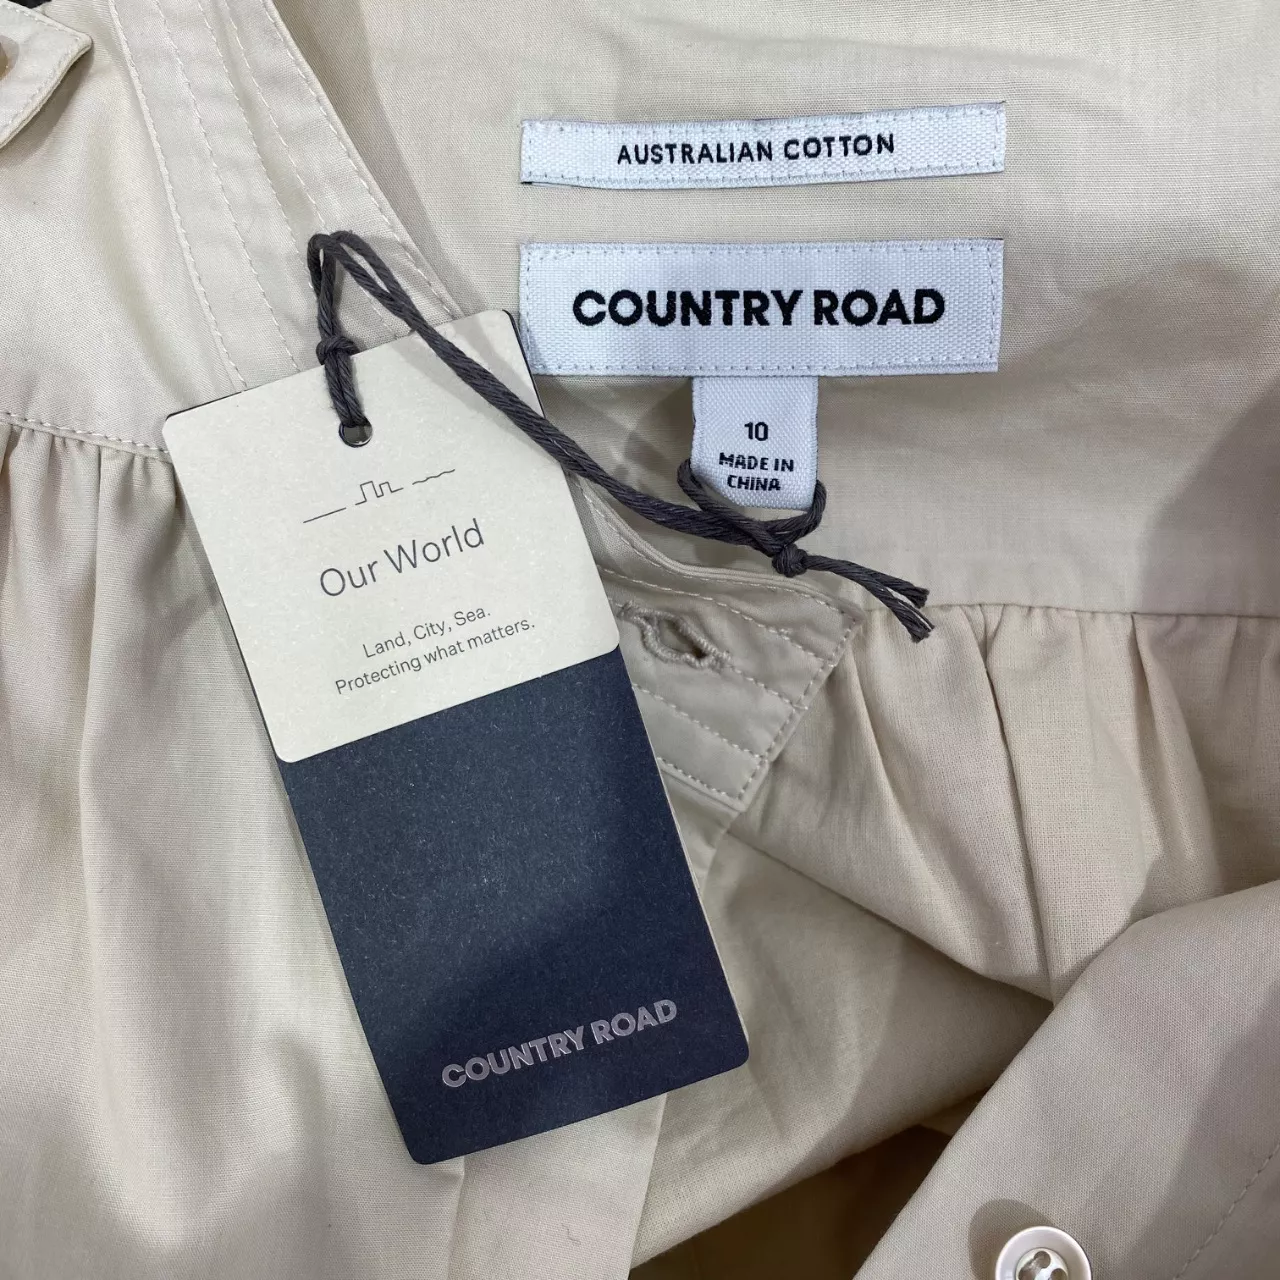 AUSTRALIAN COTTON
COUNTRY ROAD
10
MADE IN
CHINA
Our World
Land, City, Sea.
Protecting what matters.
COUNTRY ROAD